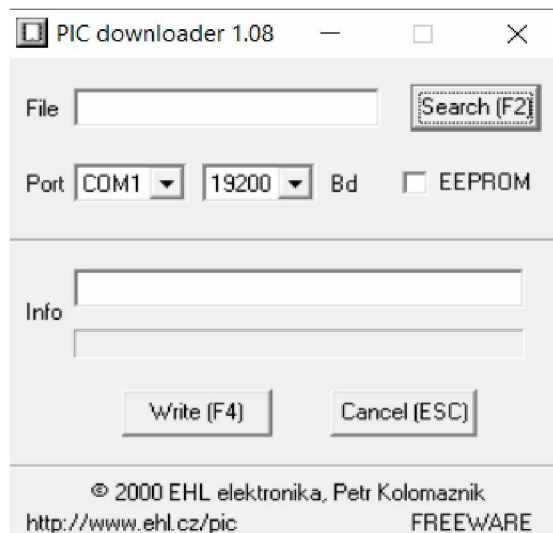 PIC downloader 1.08
File Search (F2)
Port COM1 19200 Bd EEPROM
Info
Write (F4) Cancel (ESC)
© 2000 EHL elektronika, Petr Kolomaznik
http://www.ehl.cz/pic FREEWARE